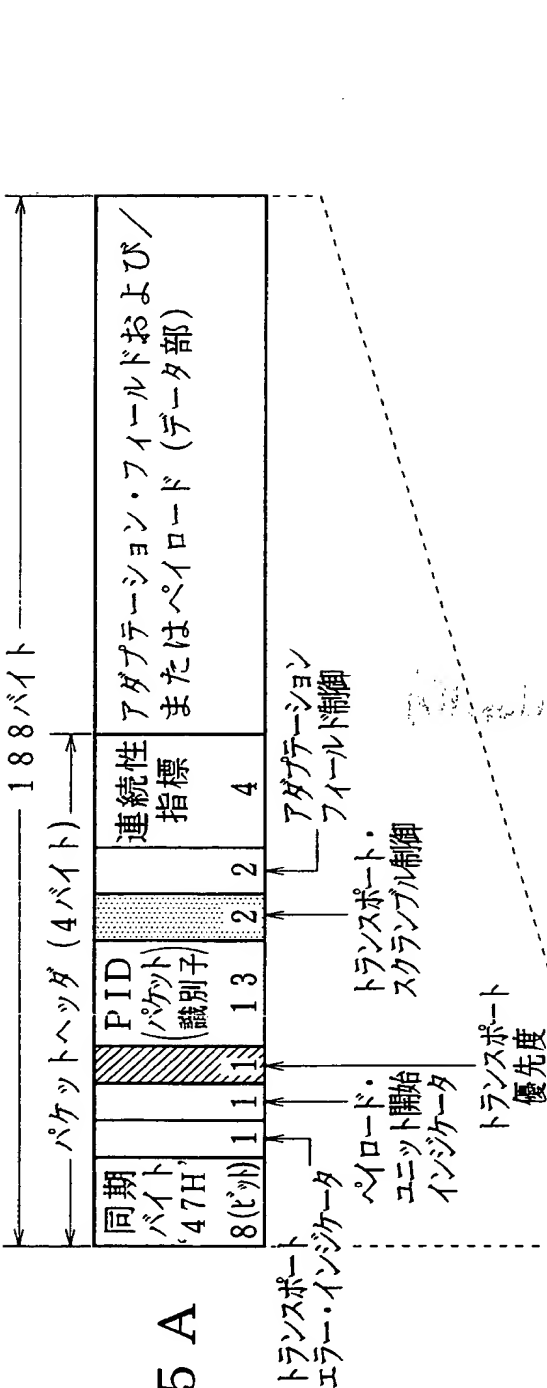 188バイト
パケットヘッダ (4バイト)
同期
バイト
'47H'
8(ビット)
1
1
1
PID
(パケット
識別子)
13
2
2
連続性
指標
4
アダプテーション・フィールドおよび/
またはペイロード (データ部)
5 A
トランスポート
エラー・インジケータ
ペイロード・
ユニット開始
インジケータ
トランスポート
優先度
トランスポート・
スクランブル制御
アダプテーション
フィールド制御